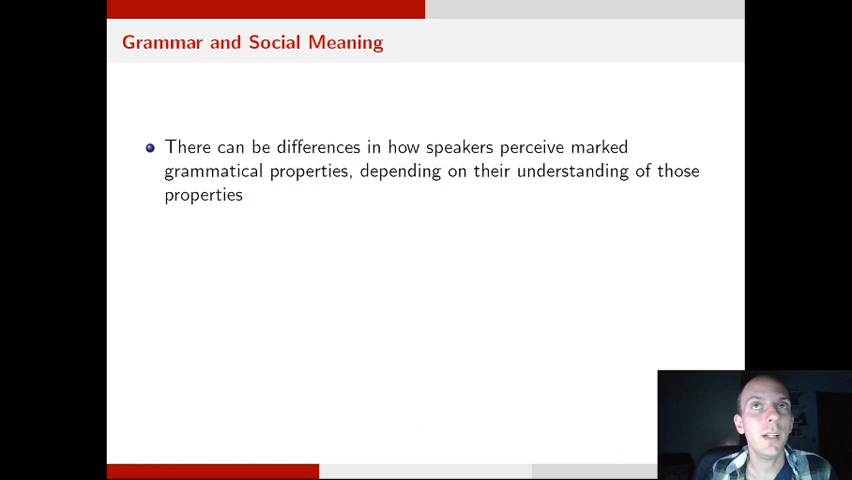 Grammar and Social Meaning
There can be differences in how speakers perceive marked
grammatical properties, depending on their understanding of those
properties